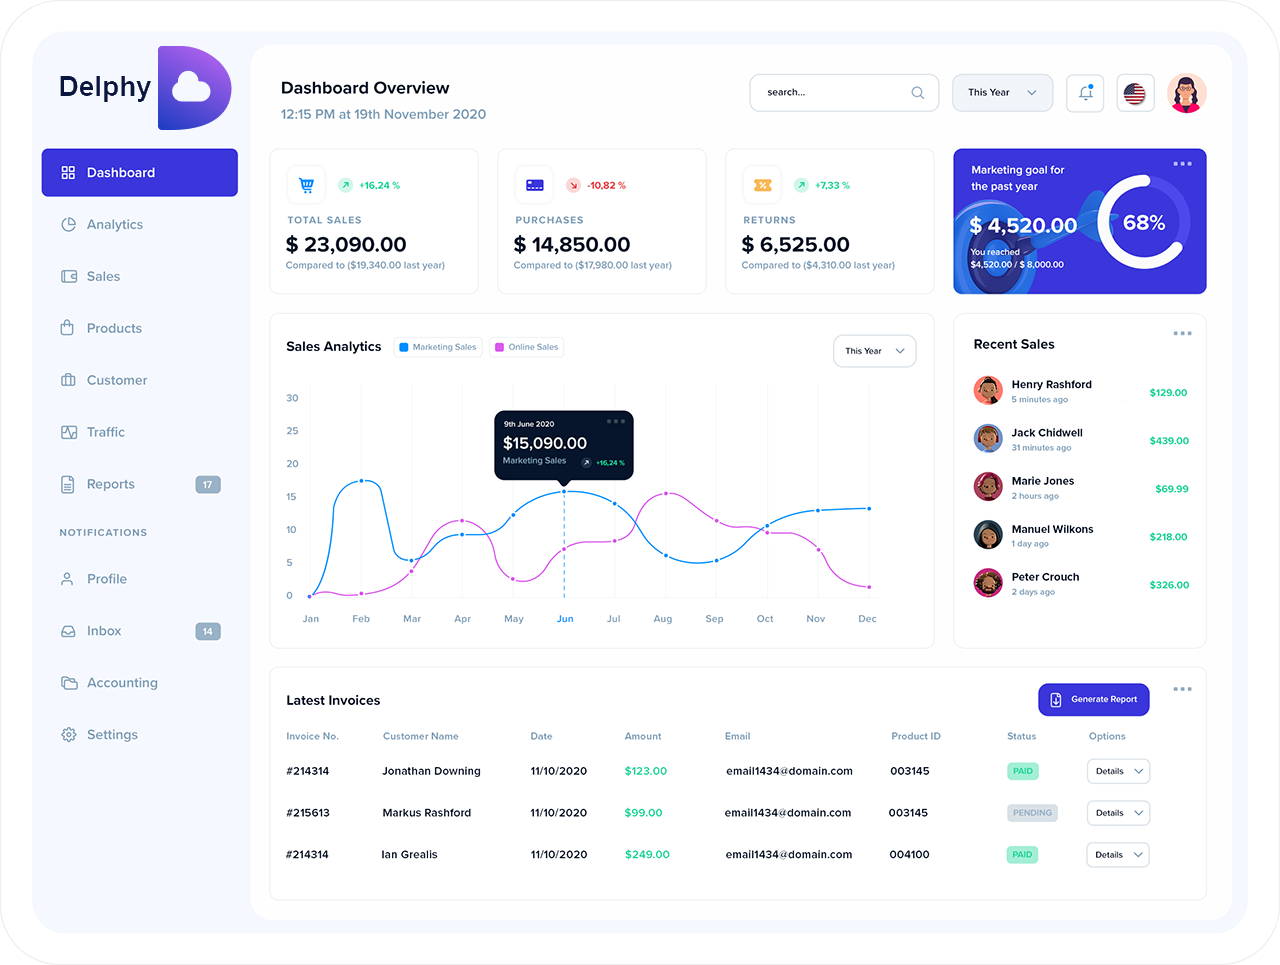 Delphy
Dashboard
Analytics
Sales
Products
Customer
Traffic
Reports 17
NOTIFICATIONS
Profile
Inbox 14
Accounting
Settings
Dashboard Overview
12:15 PM at 19th November 2020
search...
This Year
+16,24 %
TOTAL SALES
$ 23,090.00
Compared to ($19,340.00 last year)
-10,82 %
PURCHASES
$ 14,850.00
Compared to ($17,980.00 last year)
+7,33 %
RETURNS
$ 6,525.00
Compared to ($4,310.00 last year)
Marketing goal for
the past year
$ 4,520.00
You reached
$4,520.00 / $ 8,000.00
68%
Sales Analytics
Marketing Sales
Online Sales
This Year
30
25
20
15
10
5
0
Jan Feb Mar Apr May Jun Jul Aug Sep Oct Nov Dec
9th June 2020
$15,090.00
Marketing Sales +16,24 %
Recent Sales
Henry Rashford
5 minutes ago
$129.00
Jack Chidwell
31 minutes ago
$439.00
Marie Jones
2 hours ago
$69.99
Manuel Wilkons
1 day ago
$218.00
Peter Crouch
2 days ago
$326.00
Latest Invoices
Generate Report
Invoice No. Customer Name Date Amount Email Product ID Status Options
#214314 Jonathan Downing 11/10/2020 $123.00 email1434@domain.com 003145 PAID Details
#215613 Markus Rashford 11/10/2020 $99.00 email1434@domain.com 003145 PENDING Details
#214314 Ian Grealis 11/10/2020 $249.00 email1434@domain.com 004100 PAID Details